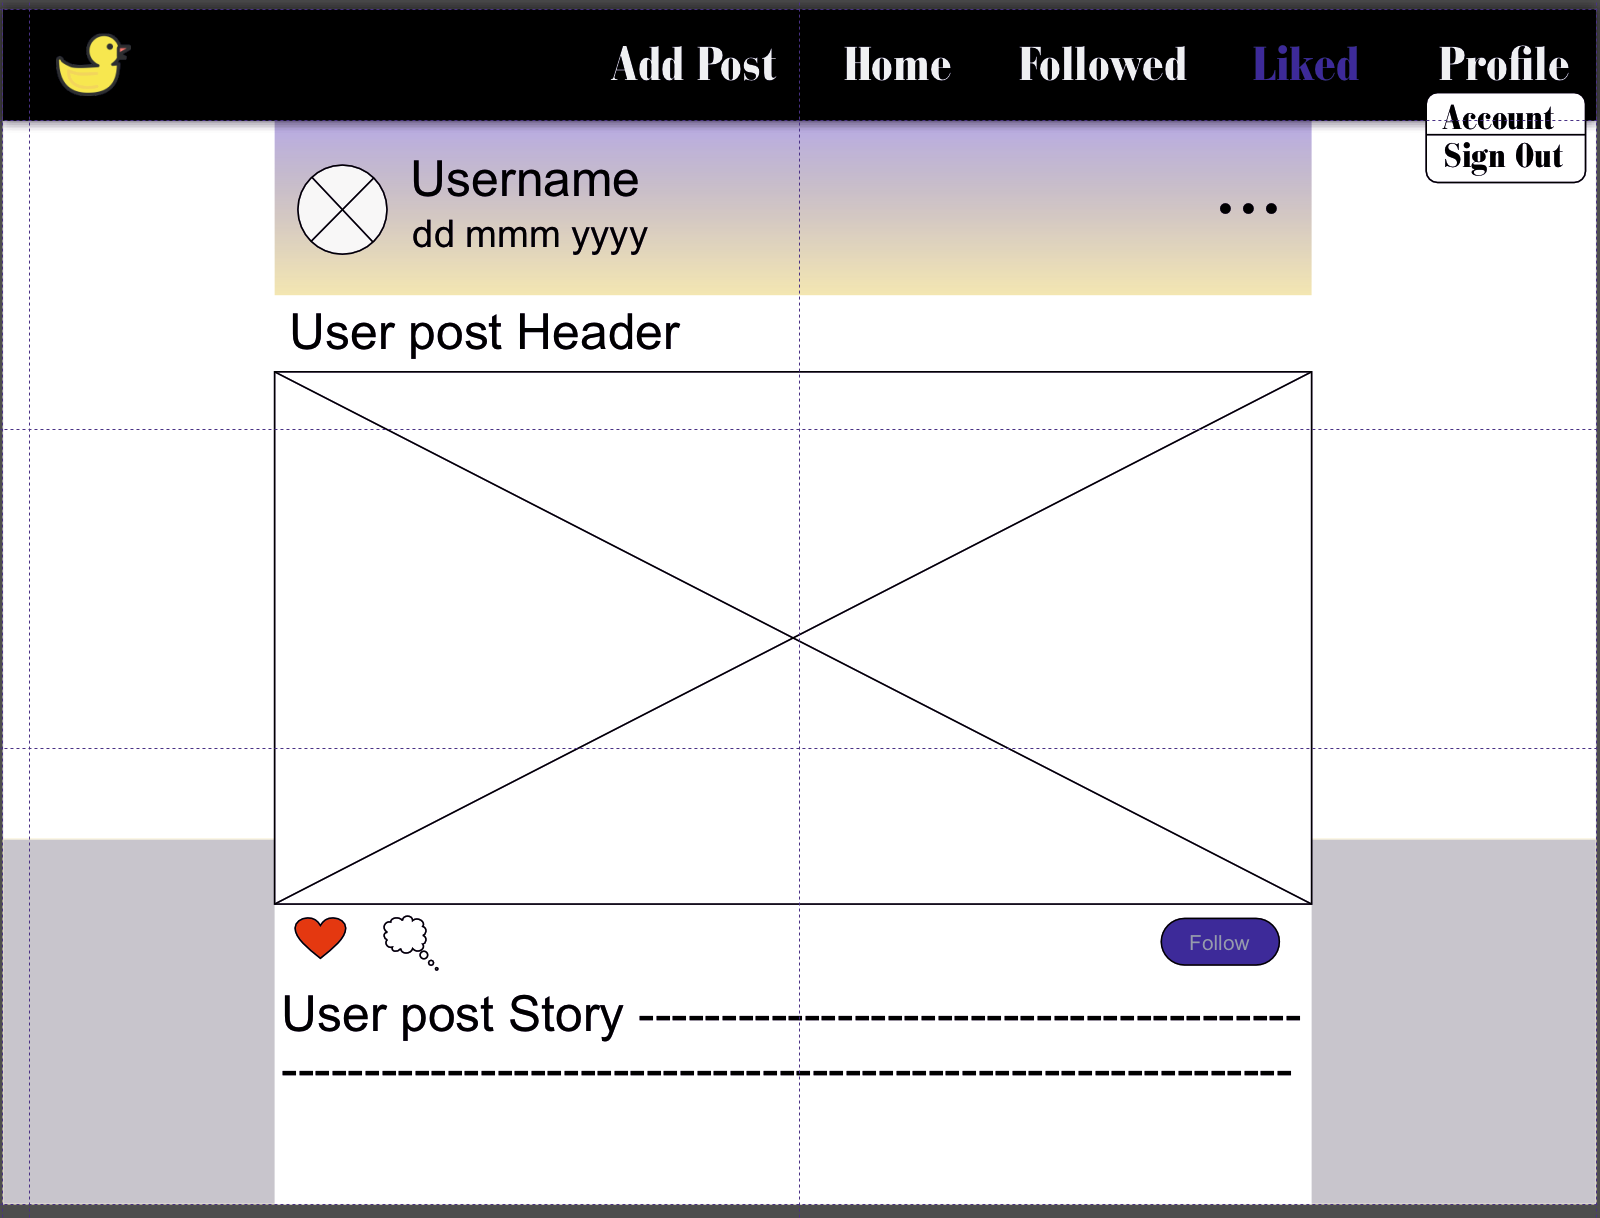 Add Post Home Followed Liked Profile
Account
Sign Out
Username
dd mmm yyyy
User post Header
Follow
User post Story